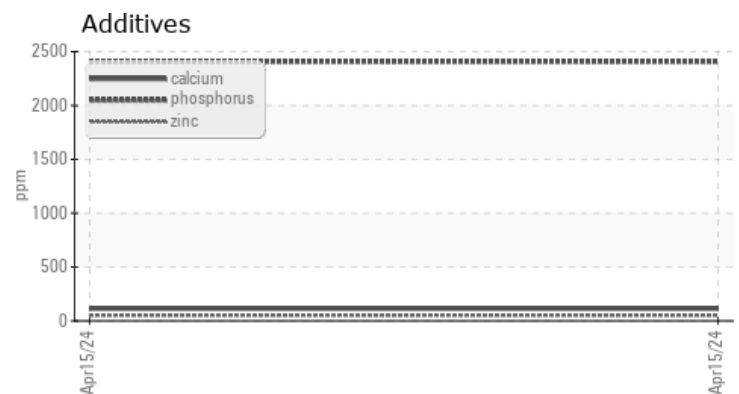 Additives
2500
2000
1500
1000
500
0
ppm
calcium
phosphorus
zinc
Apr15/24
Apr15/24